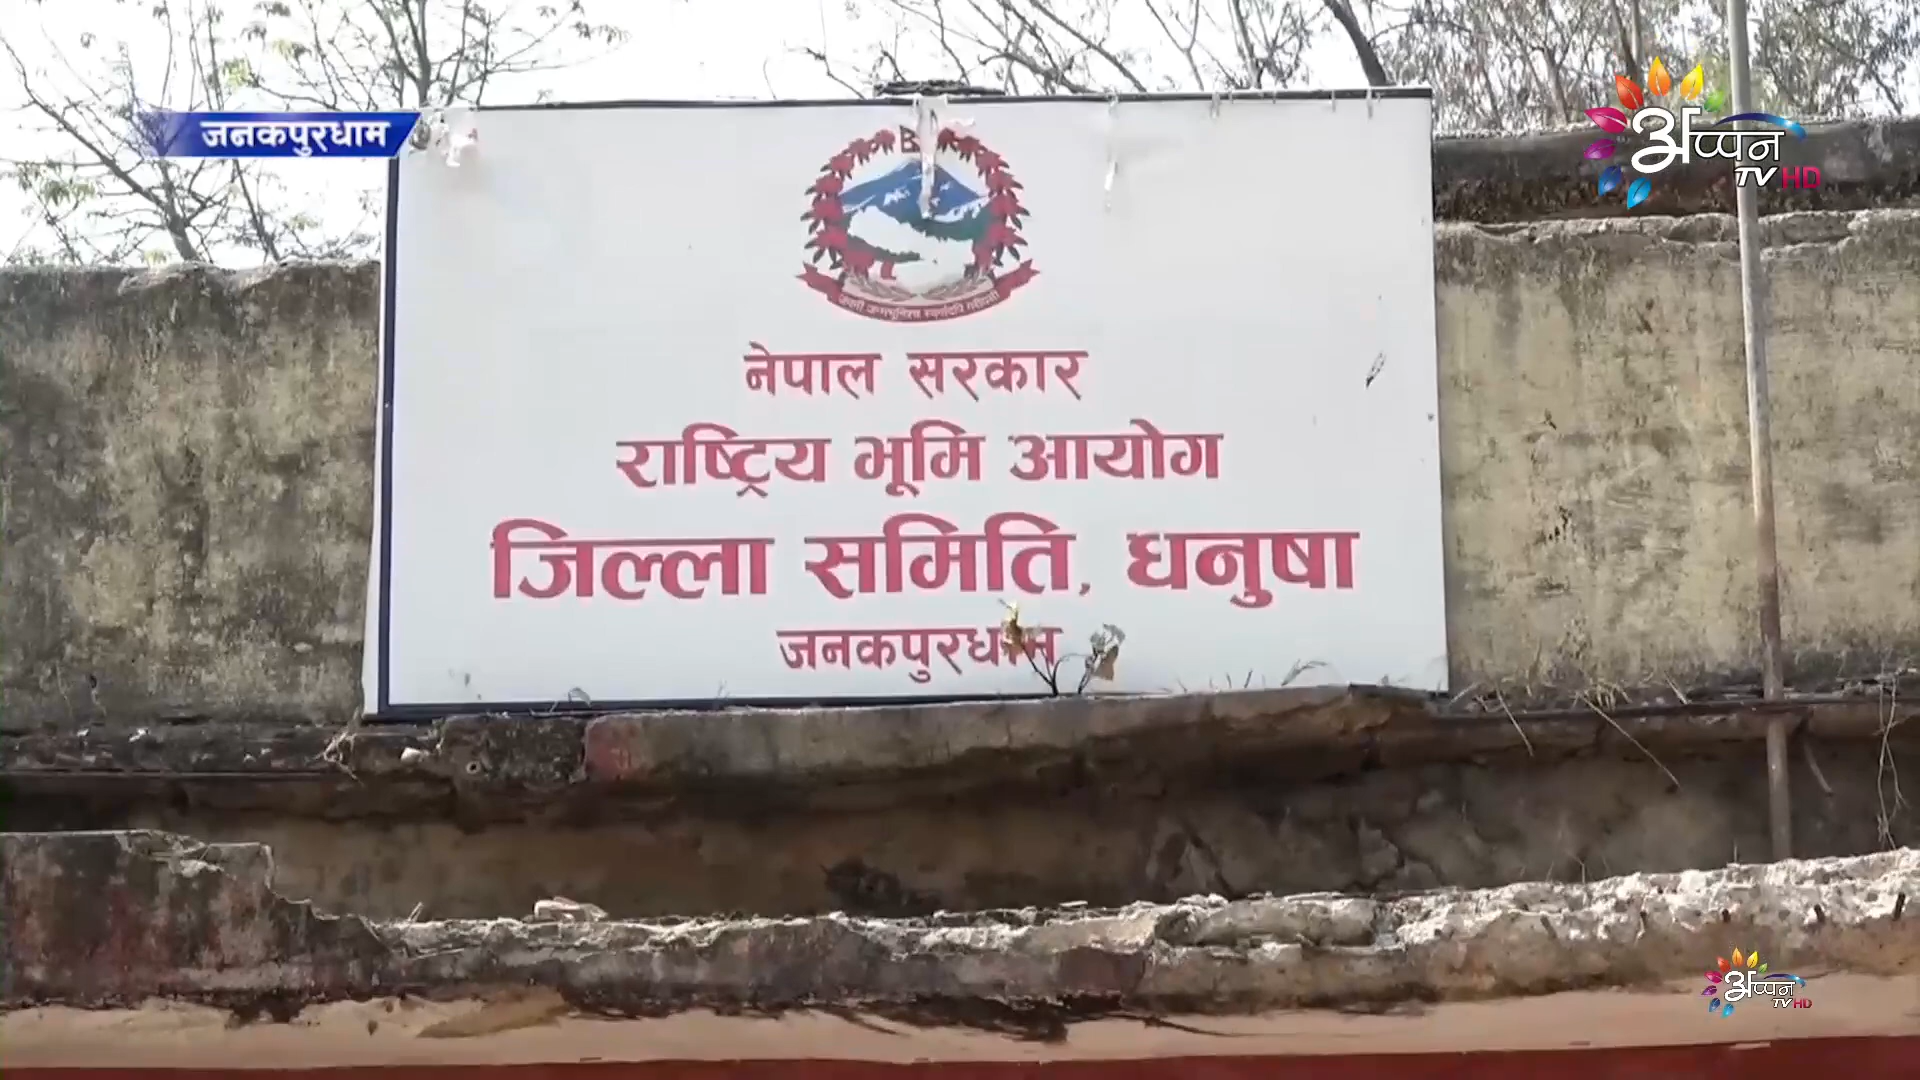 जनकपुरधाम
अप्पन
TV HD
नेपाल सरकार
राष्ट्रिय भूमि आयोग
जिल्ला समिति, धनुषा
जनकपुरधाम
अप्पन
TV HD